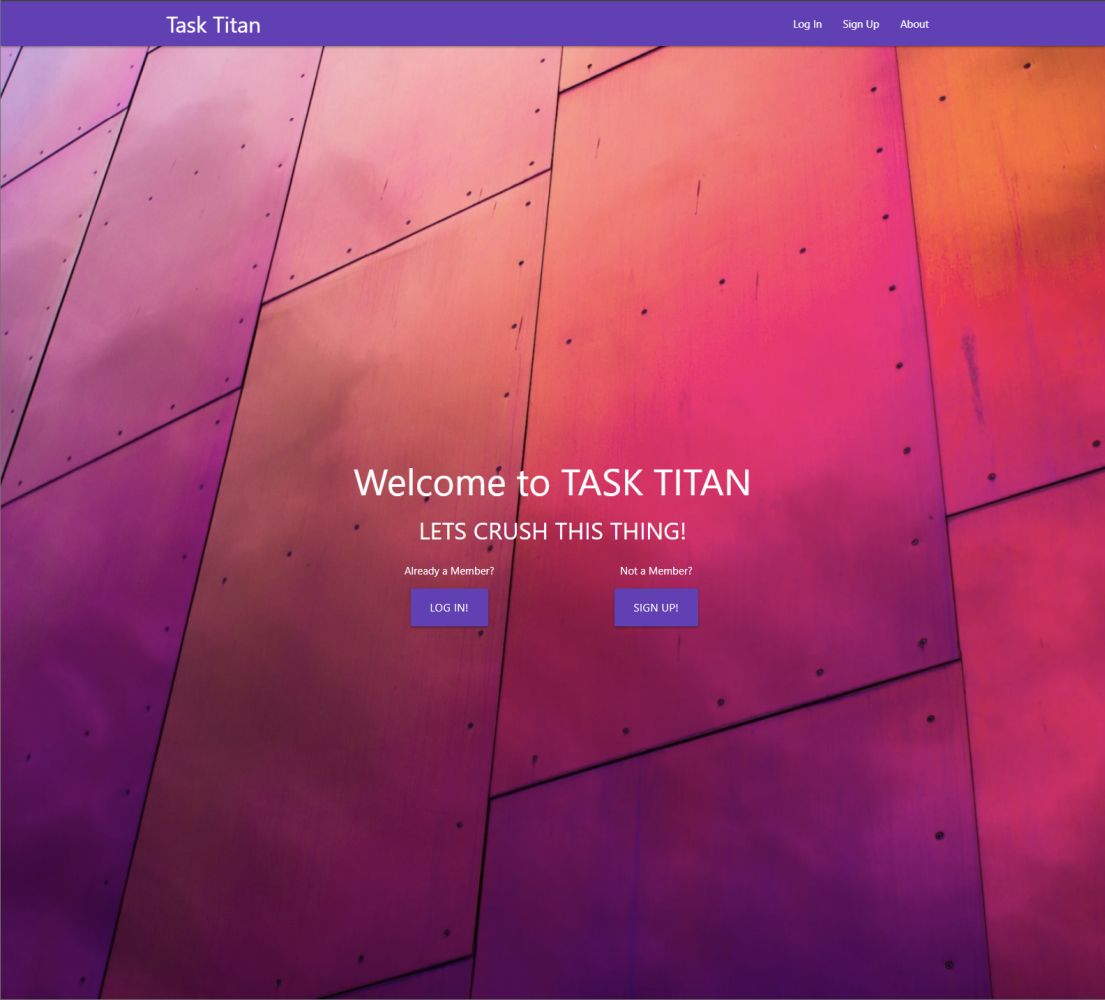 Task Titan
Log In Sign Up About
Welcome to TASK TITAN
LETS CRUSH THIS THING!
Already a Member? Not a Member?
LOG IN! SIGN UP!